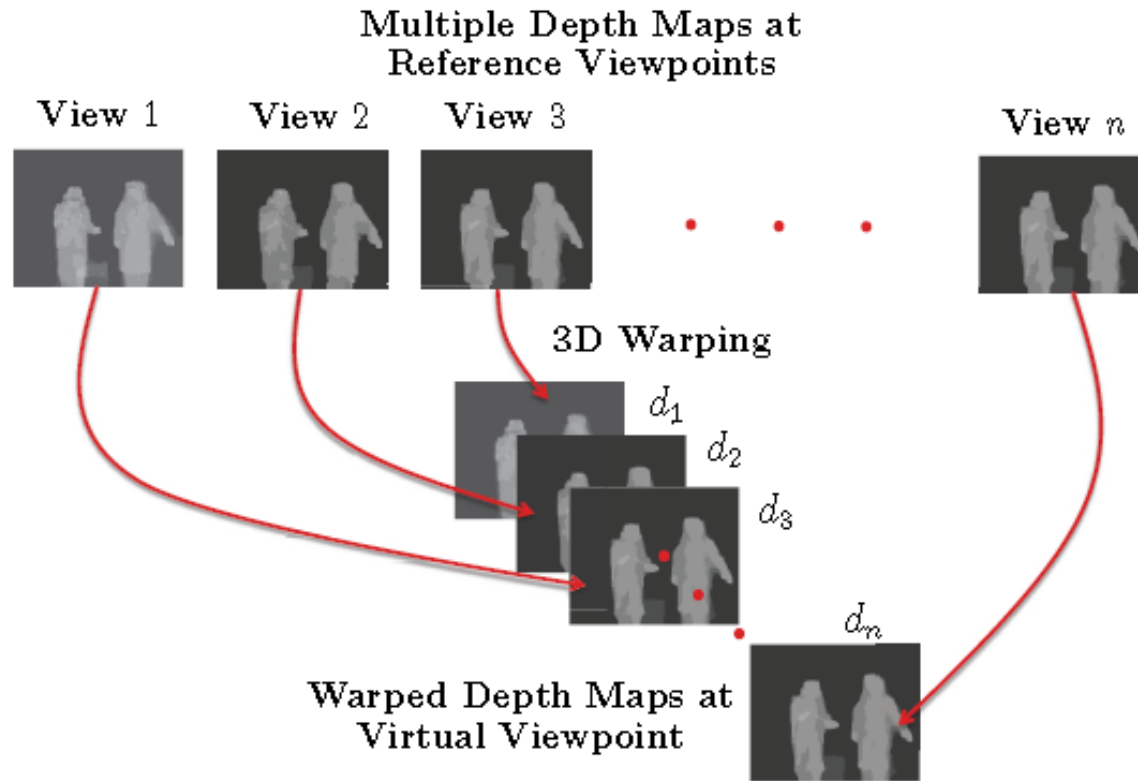 Multiple Depth Maps at
Reference Viewpoints
View 1
View 2
View 3
View n
3D Warping
d₁
d₂
d₃
dₙ
Warped Depth Maps at
Virtual Viewpoint